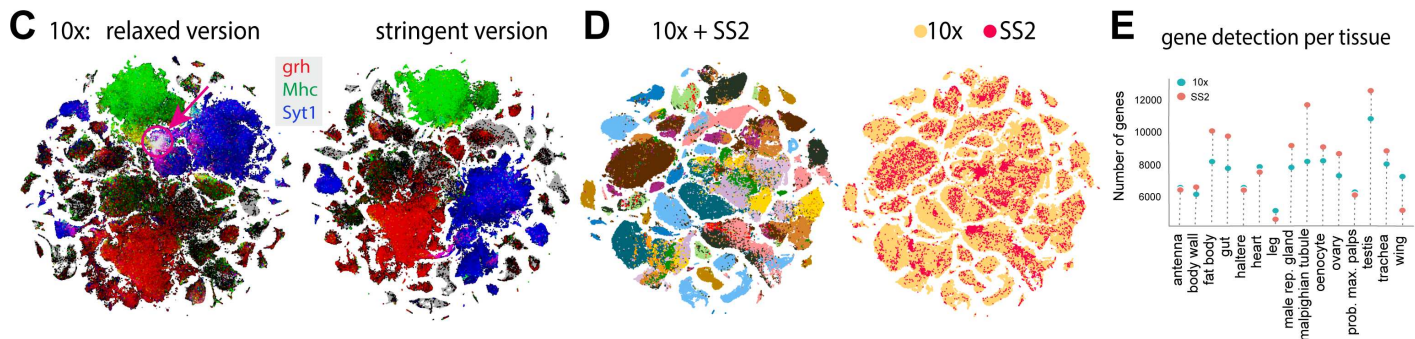 C 10x: relaxed version stringent version
grh
Mhc
Syt1
D 10x + SS2 10x SS2
E gene detection per tissue
10x
SS2
Number of genes
12000
10000
8000
6000
antenna
body wall
fat body
gut
haltere
heart
leg
male rep. gland
malpighian tubule
oenocyte
ovary
prob. max. palps
testis
trachea
wing